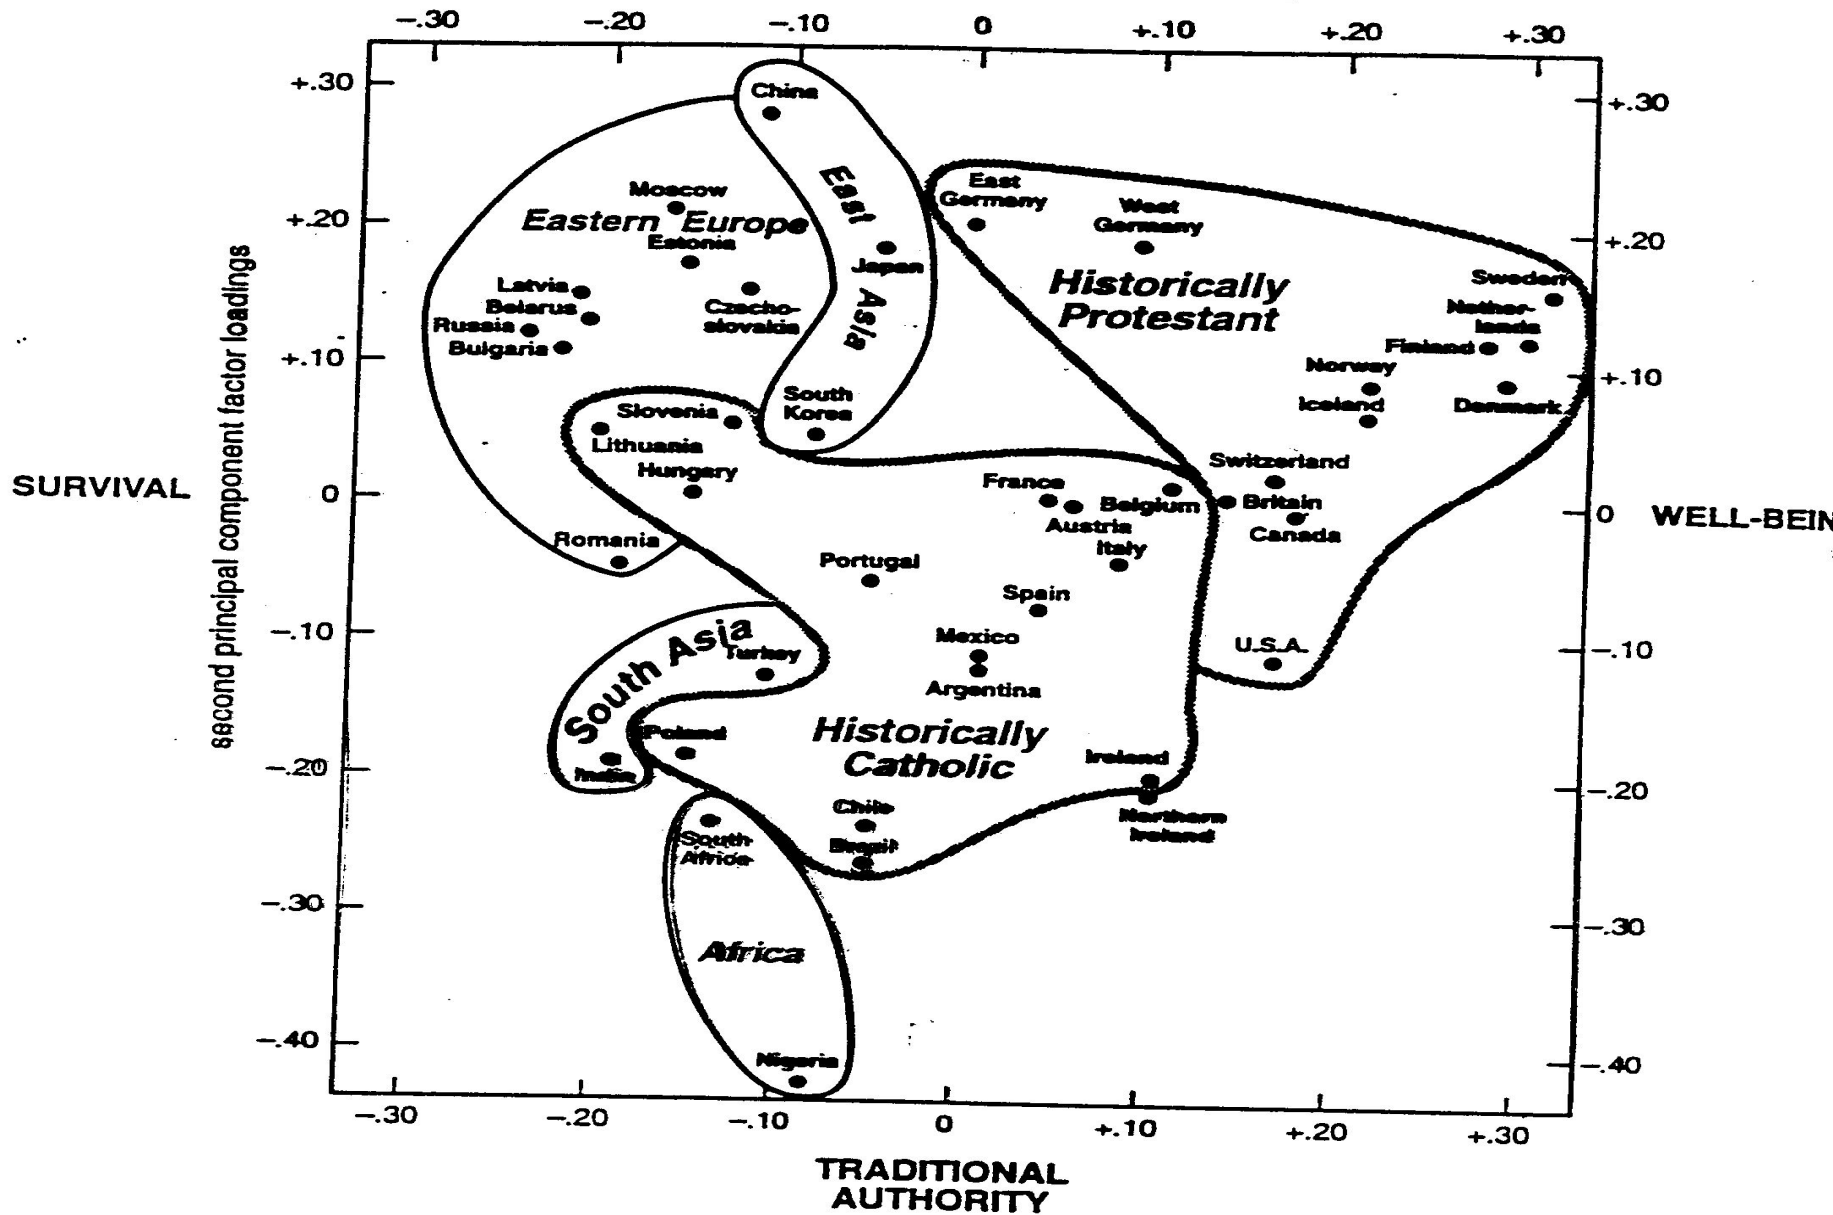 −.30 −.20 −.10 0 +.10 +.20 +.30
+.30
+.20
+.10
0
−.10
−.20
−.30
−.40
second principal component factor loadings
SURVIVAL
China
East Asia
Moscow
Eastern Europe
Estonia
Latvia
Belarus
Russia
Bulgaria
Czecho-
slovakia
Japan
South
Korea
East
Germany
West
Germany
Historically
Protestant
Sweden
Nether-
lands
Finland
Norway
Iceland
Denmark
Slovenia
Lithuania
Hungary
Romania
Switzerland
Britain
Canada
France
Belgium
Austria
Italy
Portugal
Spain
Mexico
Argentina
U.S.A.
South Asia
Turkey
India
Poland
Historically
Catholic
Ireland
Northern
Ireland
Chile
Brazil
South
Africa
Africa
Nigeria
+.30
+.20
+.10
0
−.10
−.20
−.30
−.40
WELL-BEIN
−.30 −.20 −.10 0 +.10 +.20 +.30
TRADITIONAL
AUTHORITY